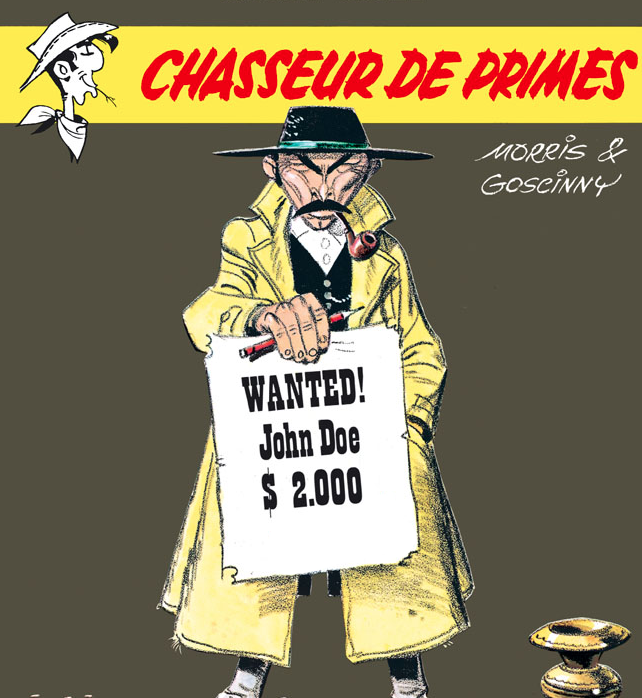 CHASSEUR DE PRIMES
MORRIS &
GOSCINNY
WANTED!
John Doe
$ 2.000